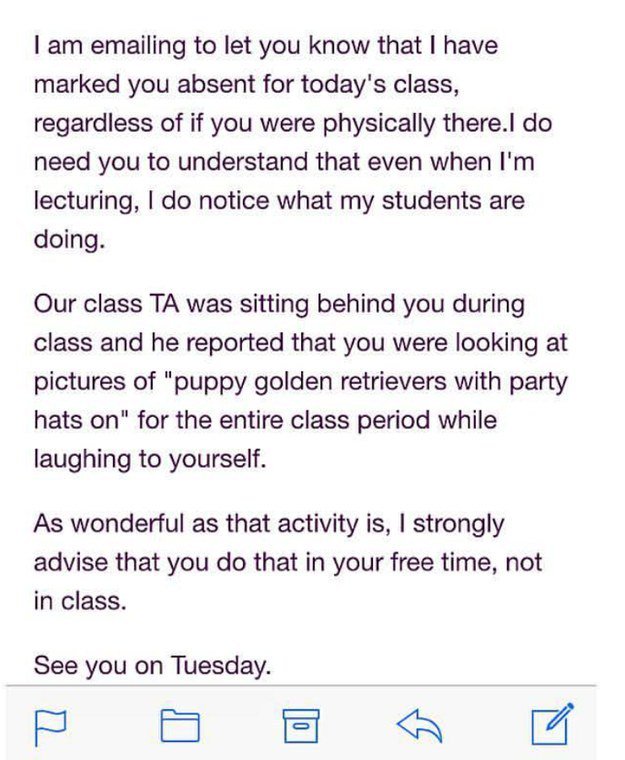 I am emailing to let you know that I have
marked you absent for today's class,
regardless of if you were physically there.I do
need you to understand that even when I'm
lecturing, I do notice what my students are
doing.
Our class TA was sitting behind you during
class and he reported that you were looking at
pictures of "puppy golden retrievers with party
hats on" for the entire class period while
laughing to yourself.
As wonderful as that activity is, I strongly
advise that you do that in your free time, not
in class.
See you on Tuesday.